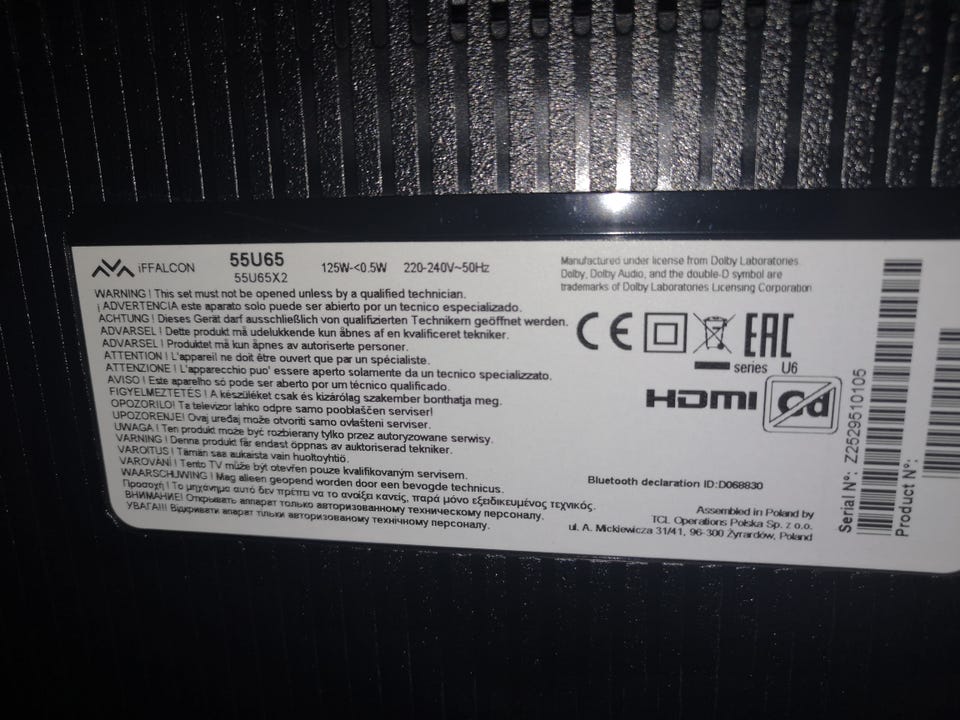 iFFALCON
55U65
55U65X2
125W-<0.5W
220-240V~50Hz
WARNING ! This set must not be opened unless by a qualified technician.
¡ ADVERTENCIA este aparato solo puede ser abierto por un tecnico especializado.
ACHTUNG ! Dieses Gerät darf ausschließlich von qualifizierten Technikern geöffnet werden.
ADVARSEL ! Dette produkt må udelukkende kun åbnes af en kvalificeret tekniker.
ADVARSEL ! Produktet må kun åpnes av autoriserte personer.
ATTENTION ! L'appareil ne doit être ouvert que par un spécialiste.
ATTENZIONE ! L'apparecchio puo' essere aperto solamente da un tecnico specializzato.
AVISO ! Este aparelho só pode ser aberto por um técnico qualificado.
FIGYELMEZTETÉS ! A készüléket csak és kizárólag szakember bonthatja meg.
OPOZORILO! Ta televizor lahko odpre samo pooblaščen serviser!
UPOZORENJE! Ovaj uređaj može otvoriti samo ovlašteni serviser.
UWAGA ! Ten produkt może być rozbierany tylko przez autoryzowane serwisy.
VARNING ! Denna produkt får endast öppnas av auktoriserad tekniker.
VAROITUS ! Tämän saa aukaista vain huoltoyhtiö.
VAROVÁNÍ ! Tento TV může být otevřen pouze kvalifikovaným servisem.
WAARSCHUWING ! Mag alleen geopend worden door een bevogde technicus.
Προσοχή ! Το μηχάνημα αυτό δεν πρέπει να το ανοίξει κανείς, παρά μόνο εξειδικευμένος τεχνικός.
ВНИМАНИЕ! Открывать аппарат только авторизованному техническому персоналу.
УВАГА!!! Відкривати апарат тільки авторизованому технічному персоналу.
Manufactured under license from Dolby Laboratories.
Dolby, Dolby Audio, and the double-D symbol are
trademarks of Dolby Laboratories Licensing Corporation
CE
EAC
series U6
HDMI
Bluetooth declaration ID:D068830
Assembled in Poland by
TCL Operations Polska Sp. z o.o.
ul. A. Mickiewicza 31/41, 96-300 Żyrardów, Poland
Serial Nº: Z2529510105
Product Nº: